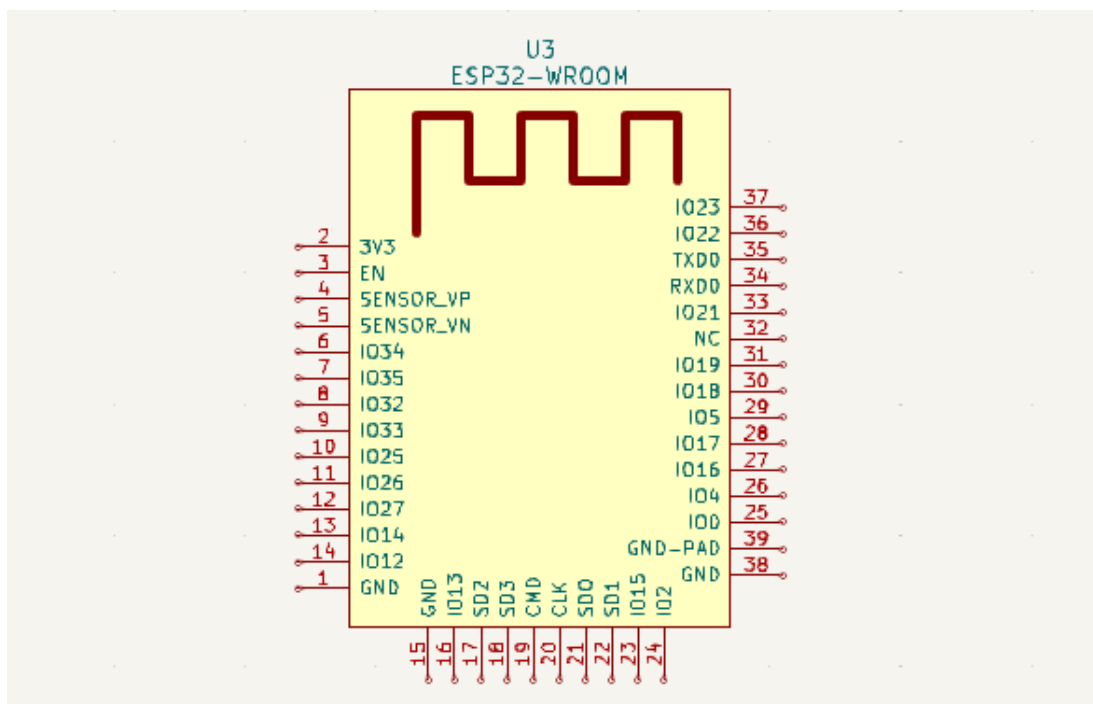 U3
ESP32-WROOM
37 IO23
36 IO22
35 TXD0
34 RXD0
33 IO21
32 NC
31 IO19
30 IO18
29 IO5
28 IO17
27 IO16
26 IO4
25 IO0
39 GND-PAD
38 GND
2 3V3
3 EN
4 SENSOR_VP
5 SENSOR_VN
6 IO34
7 IO35
8 IO32
9 IO33
10 IO25
11 IO26
12 IO27
13 IO14
14 IO12
1 GND
15 GND
16 IO13
17 SD2
18 SD3
19 CMD
20 CLK
21 SD0
22 SD1
23 IO15
24 IO2